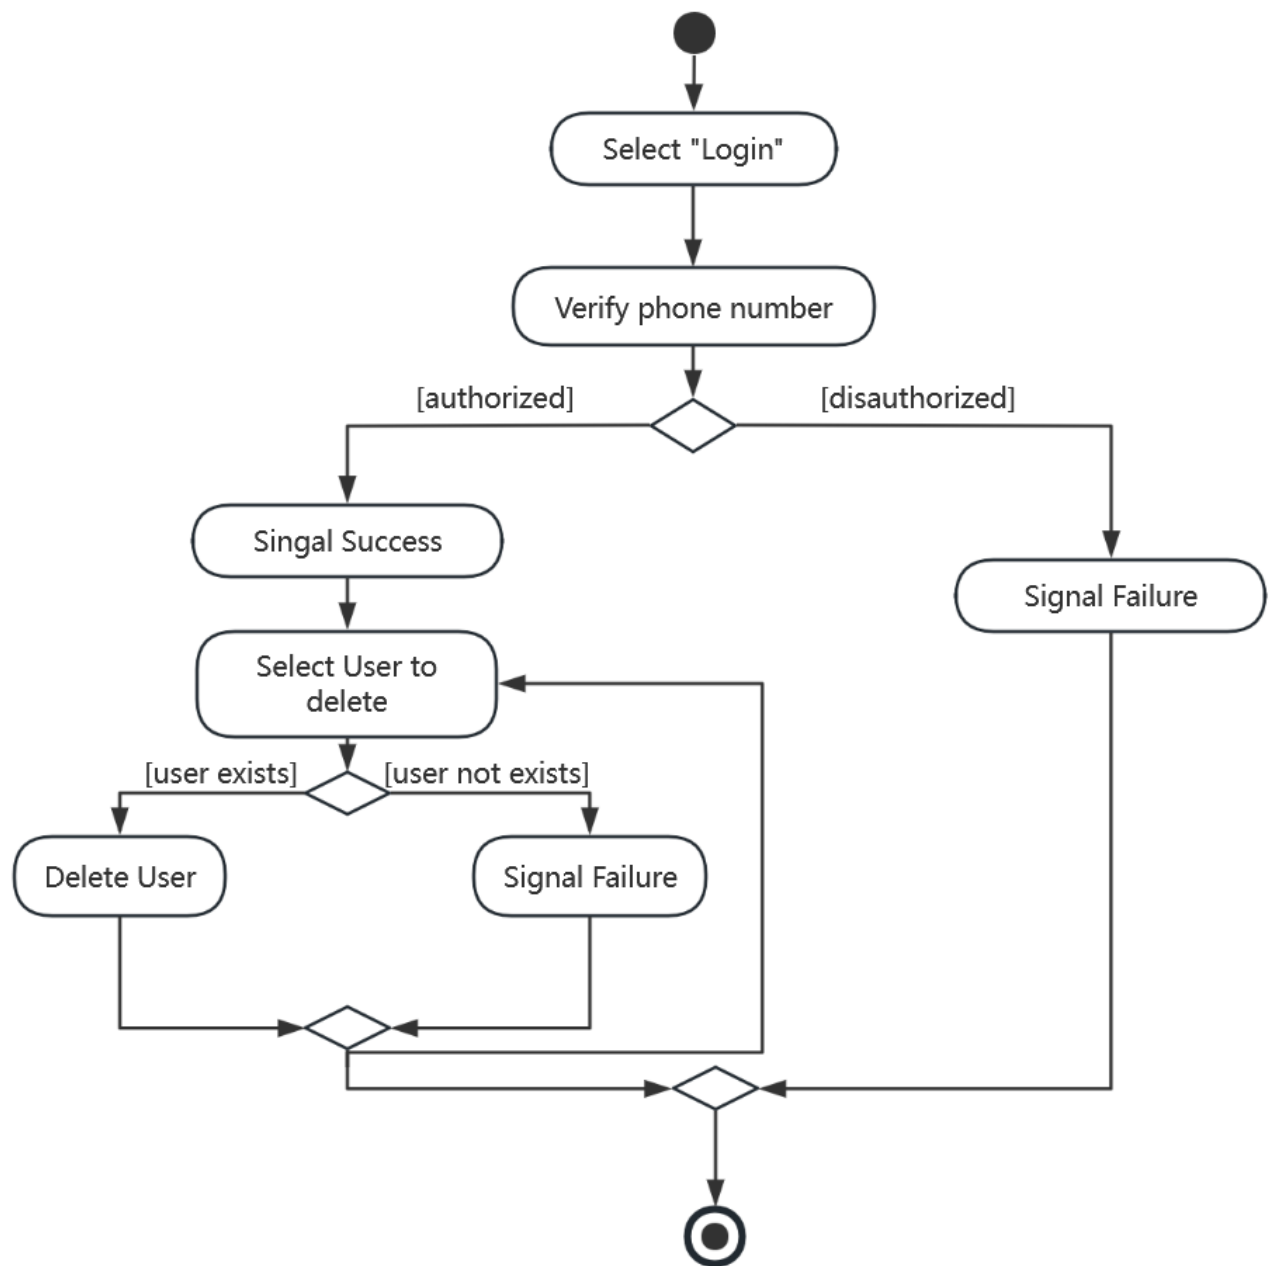 Select "Login"
Verify phone number
[authorized]
[disauthorized]
Singal Success
Signal Failure
Select User to
delete
[user exists]
[user not exists]
Delete User
Signal Failure